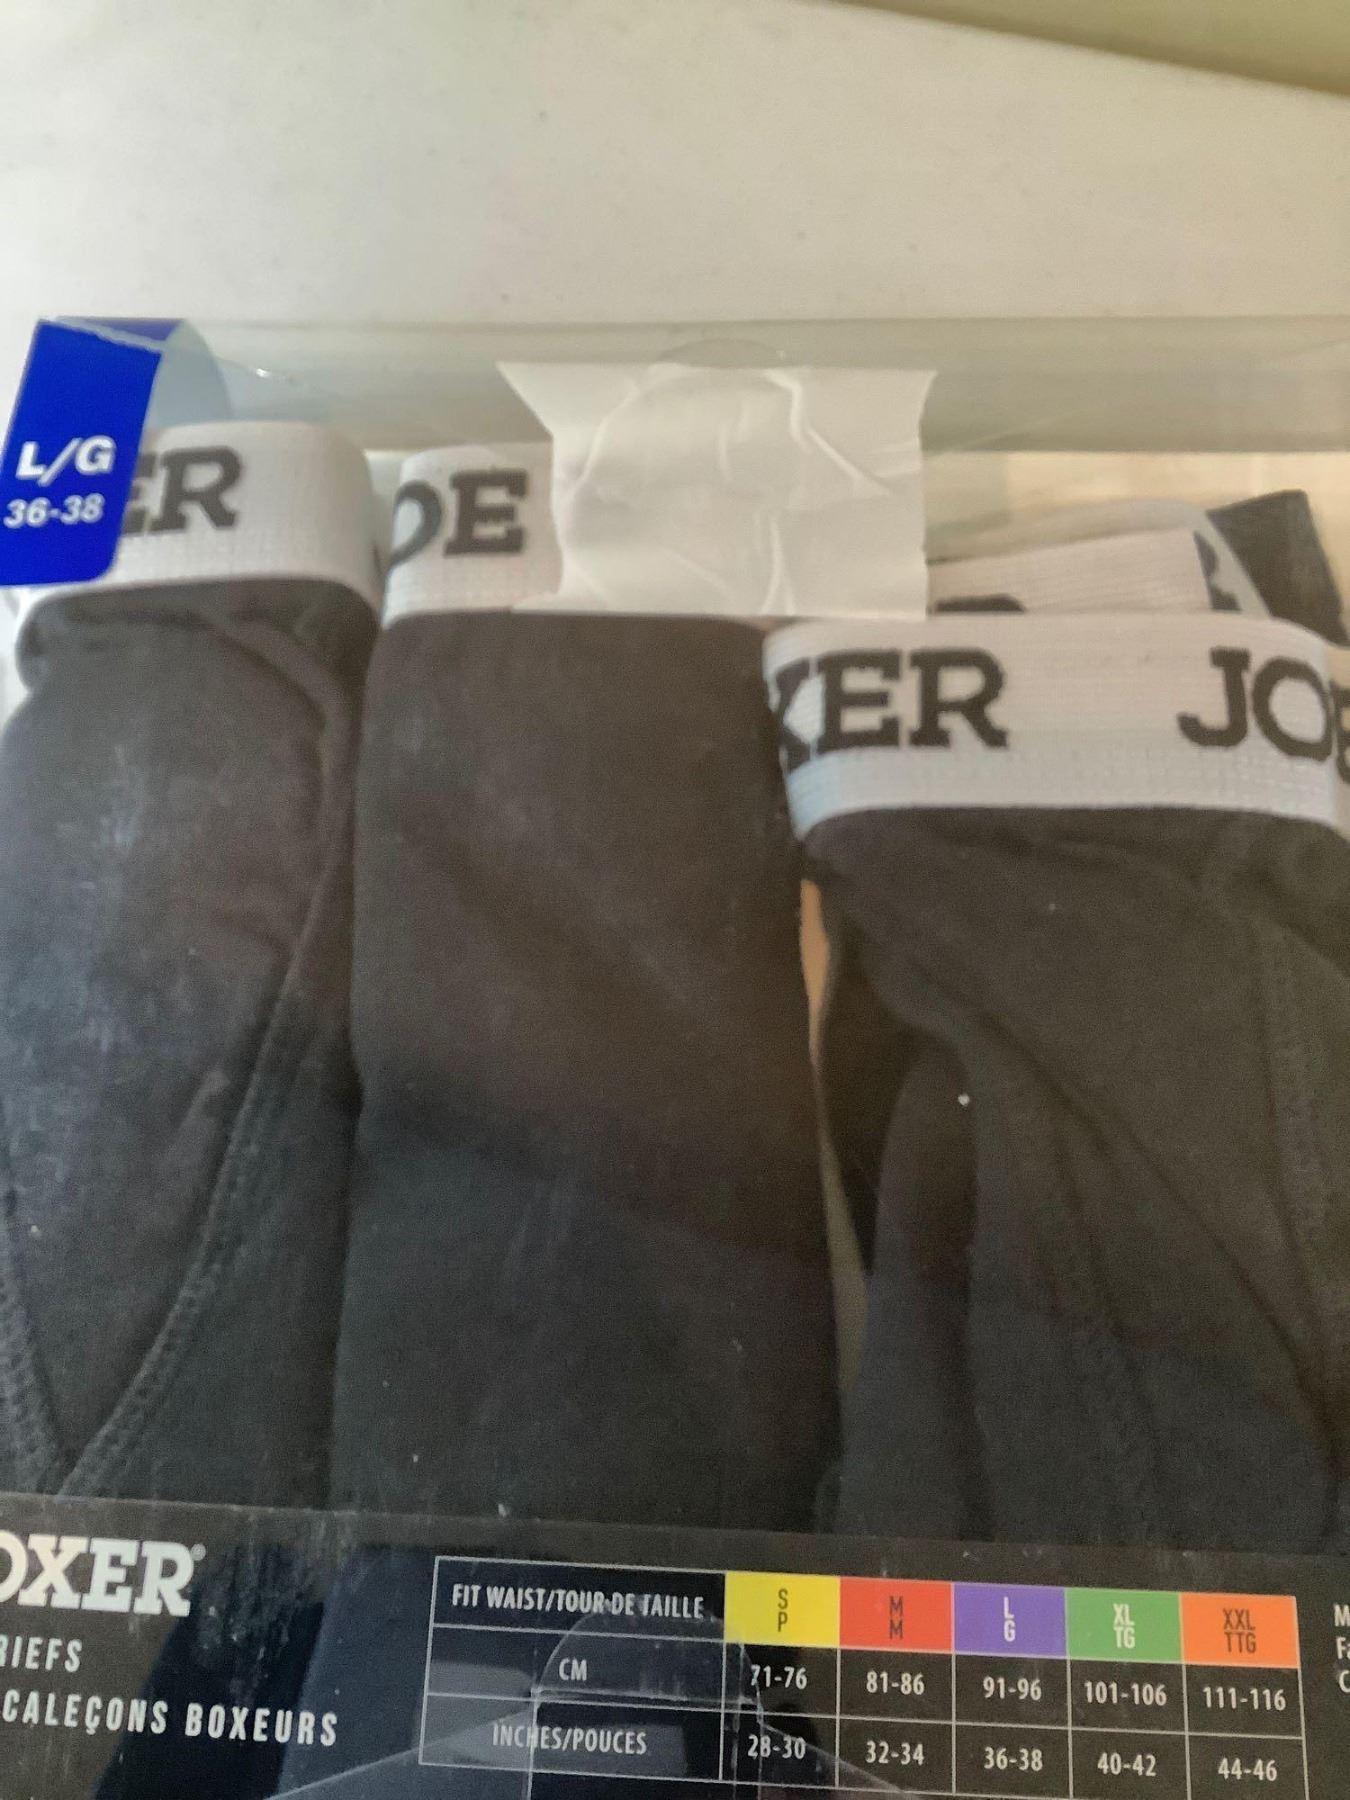 L/G
36-38
ER
OE
XER JOE
OXER®
RIEFS
CALEÇONS BOXEURS
FIT WAIST/TOUR DE TAILLE S P M M L G XL TG XXL TTG
CM 71-76 81-86 91-96 101-106 111-116
INCHES/POUCES 28-30 32-34 36-38 40-42 44-46